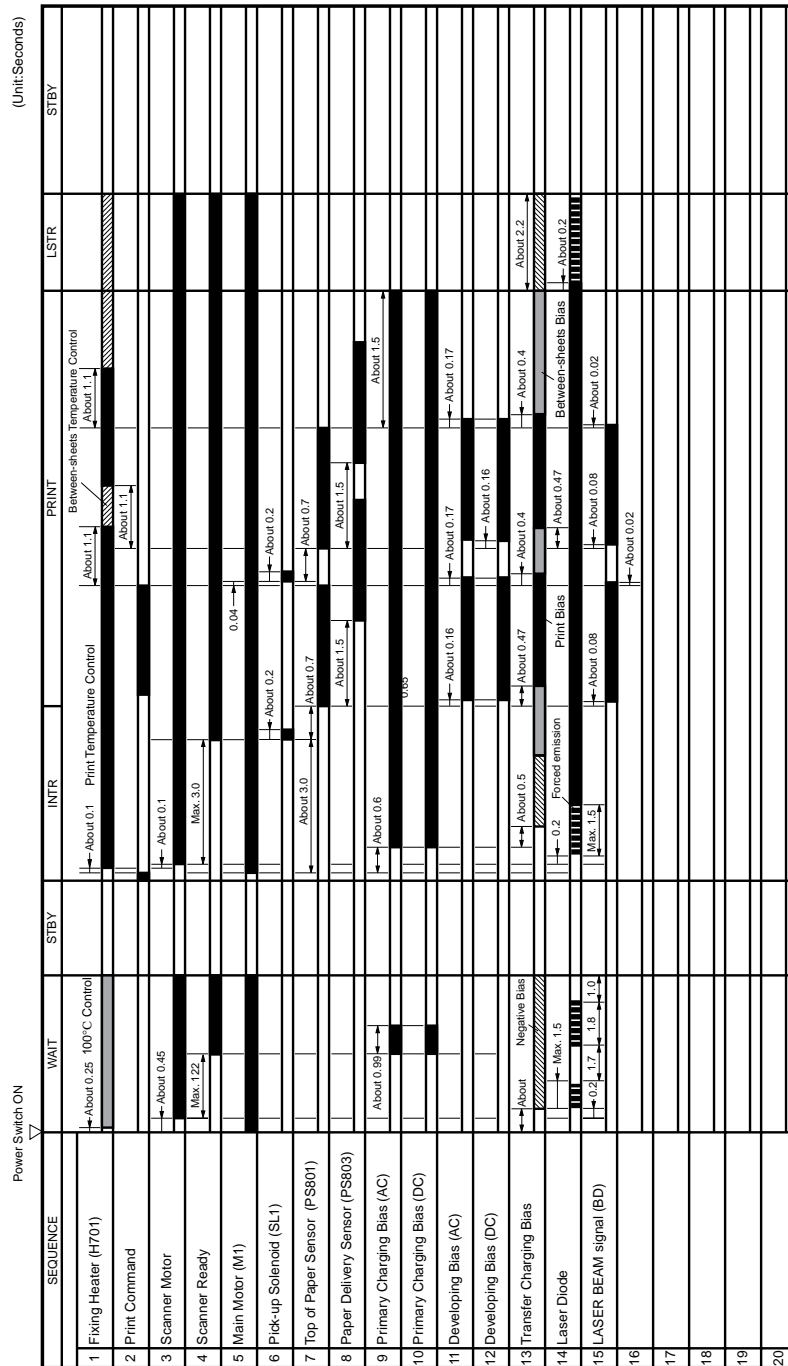 (Unit:Seconds)
Power Switch ON
SEQUENCE WAIT STBY INTR PRINT LSTR STBY
1 Fixing Heater (H701) About 0.25 100°C Control About 0.1 Print Temperature Control About 1.1 Between-sheets Temperature Control About 1.1
2 Print Command About 1.1
3 Scanner Motor About 0.45 About 0.1
4 Scanner Ready Max. 122 Max. 3.0
5 Main Motor (M1) 0.04
6 Pick-up Solenoid (SL1) About 0.2 About 0.2
7 Top of Paper Sensor (PS801) About 3.0 About 0.7 About 0.7
8 Paper Delivery Sensor (PS803) About 1.5 About 1.5
9 Primary Charging Bias (AC) About 0.99 About 0.6 About 1.5
10 Primary Charging Bias (DC) 0.65
11 Developing Bias (AC) About 0.16 About 0.17 About 0.17
12 Developing Bias (DC) About 0.16
13 Transfer Charging Bias About Negative Bias About 0.5 About 0.47 About 0.4 About 0.4 About 2.2
14 Laser Diode Max. 1.5 0.2 Forced emission Print Bias About 0.47 Between-sheets Bias About 0.2
15 LASER BEAM signal (BD) 0.2 1.7 1.8 1.0 Max. 1.5 About 0.08 About 0.08 About 0.02
16 About 0.02
17
18
19
20